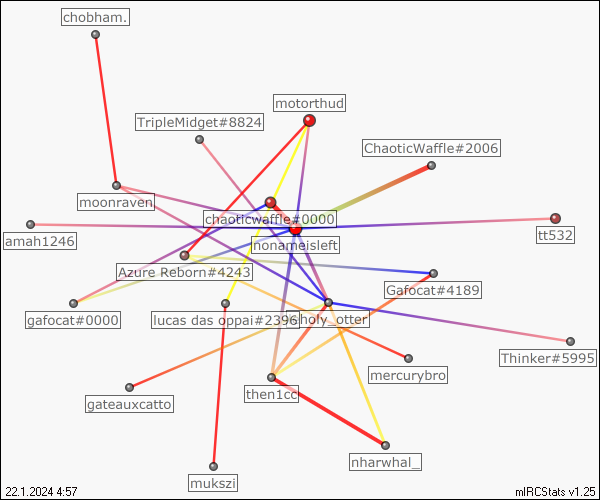 chobham.
motorthud
TripleMidget#8824
ChaoticWaffle#2006
moonraven
chaoticwaffle#0000
amah1246
nonameisleft
tt532
Azure Reborn#4243
Gafocat#4189
gafocat#0000
lucas das oppai#2396
holy_otter
Thinker#5995
mercurybro
gateauxcatto
then1cc
nharwhal_
mukszi
22.1.2024 4:57
mIRCStats v1.25